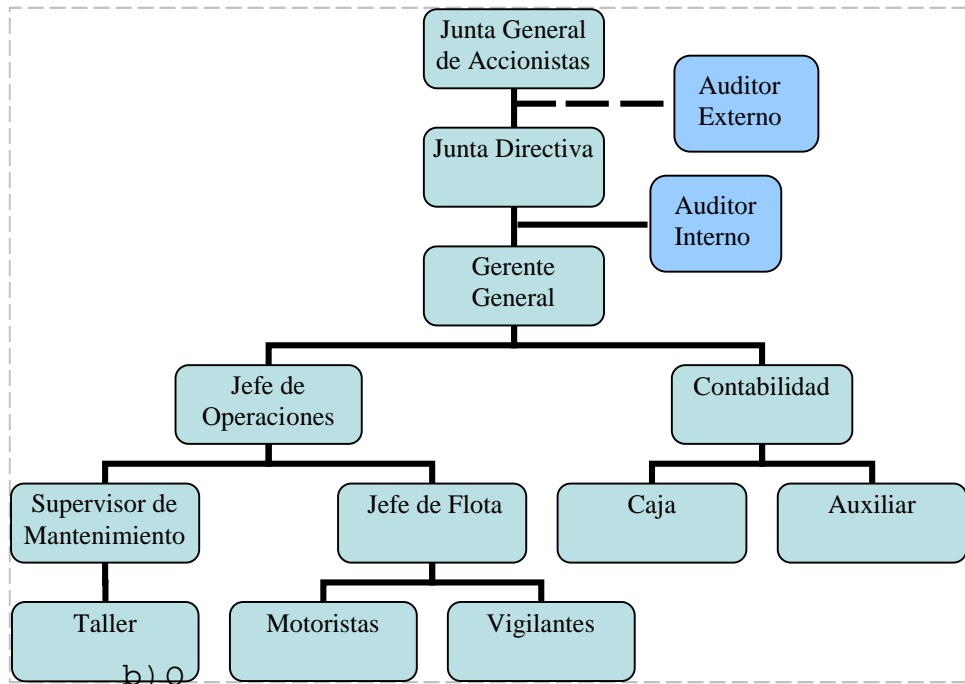 Junta General
de Accionistas
Auditor
Externo
Junta Directiva
Auditor
Interno
Gerente
General
Jefe de
Operaciones
Contabilidad
Supervisor de
Mantenimiento
Jefe de Flota
Caja
Auxiliar
Taller
Motoristas
Vigilantes
b) O